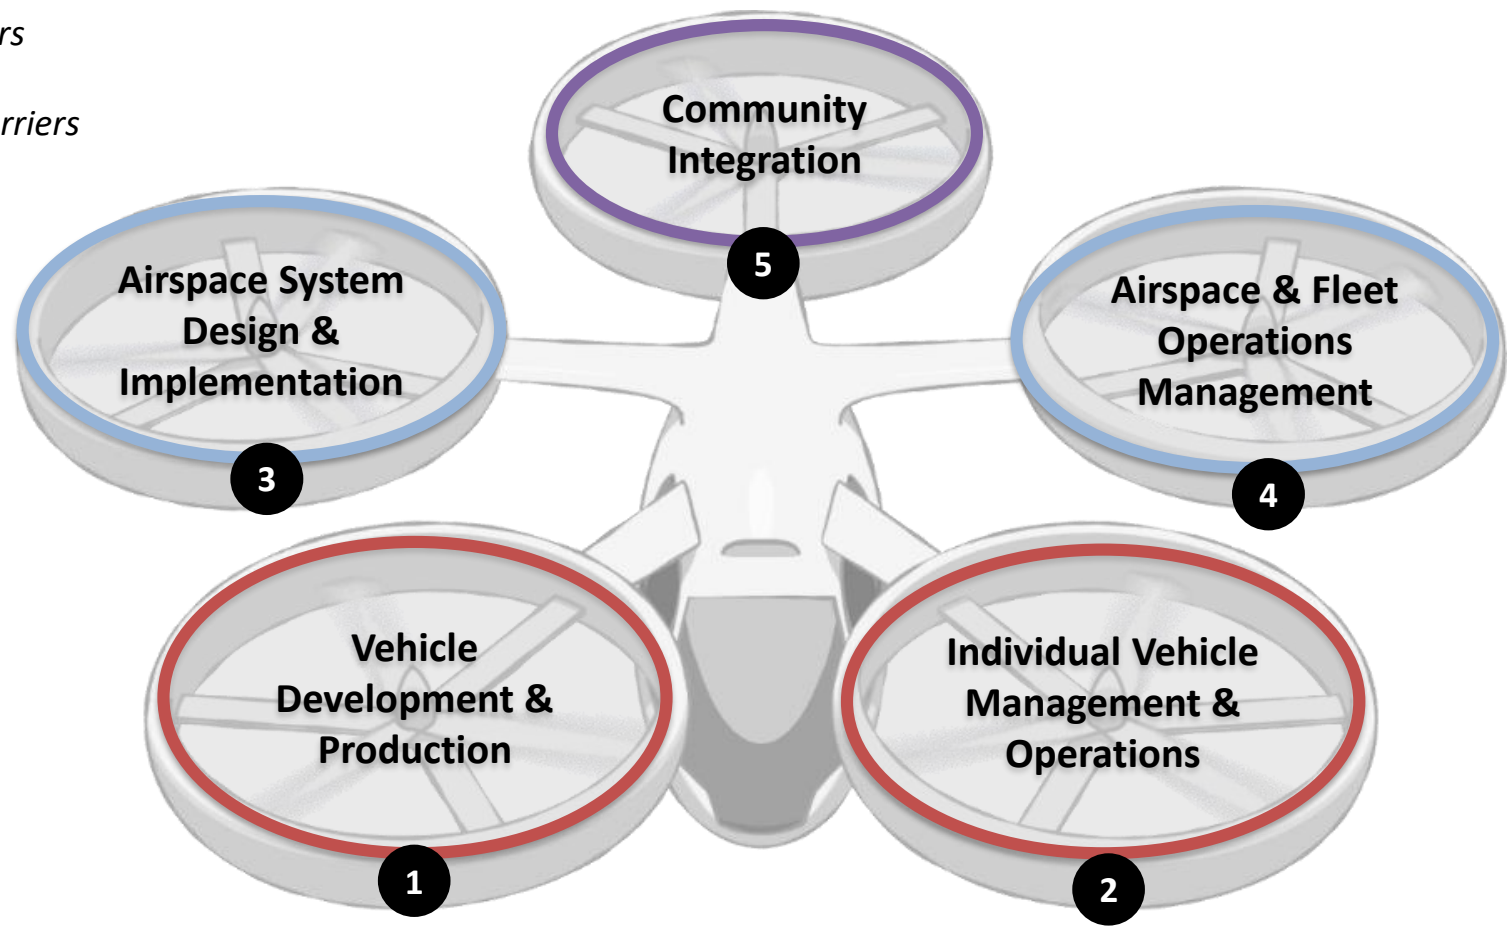 rs
rriers
Community
Integration
5
Airspace System
Design &
Implementation
3
Airspace & Fleet
Operations
Management
4
Vehicle
Development &
Production
1
Individual Vehicle
Management &
Operations
2